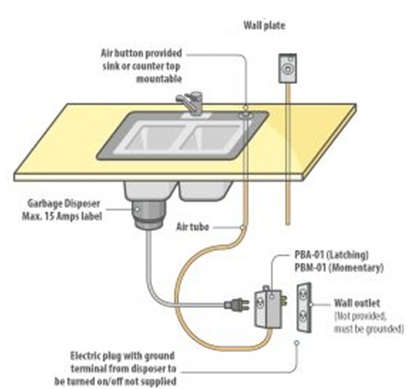 Wall plate
Air button provided
sink or counter top
mountable
Garbage Disposer
Max. 15 Amps label
Air tube
PBA-01 (Latching)
PBM-01 (Momentary)
Wall outlet
(Not provided,
must be grounded)
Electric plug with ground
terminal from disposer to
be turned on/off not supplied